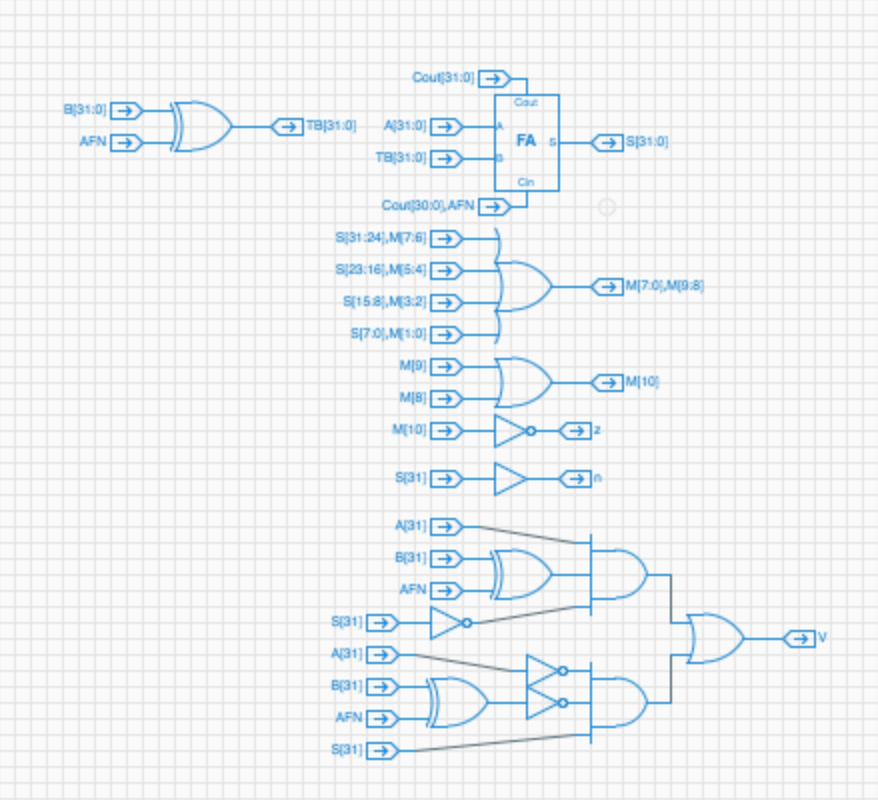 Cout[31:0]
Cout
B[31:0]
AFN
TB[31:0]
A[31:0]
A
TB[31:0]
B
FA
S
S[31:0]
Cin
Cout[30:0],AFN
S[31:24],M[7:6]
S[23:16],M[5:4]
S[15:8],M[3:2]
S[7:0],M[1:0]
M[7:0],M[9:8]
M[9]
M[8]
M[10]
M[10]
z
S[31]
n
A[31]
B[31]
AFN
S[31]
A[31]
B[31]
AFN
S[31]
V